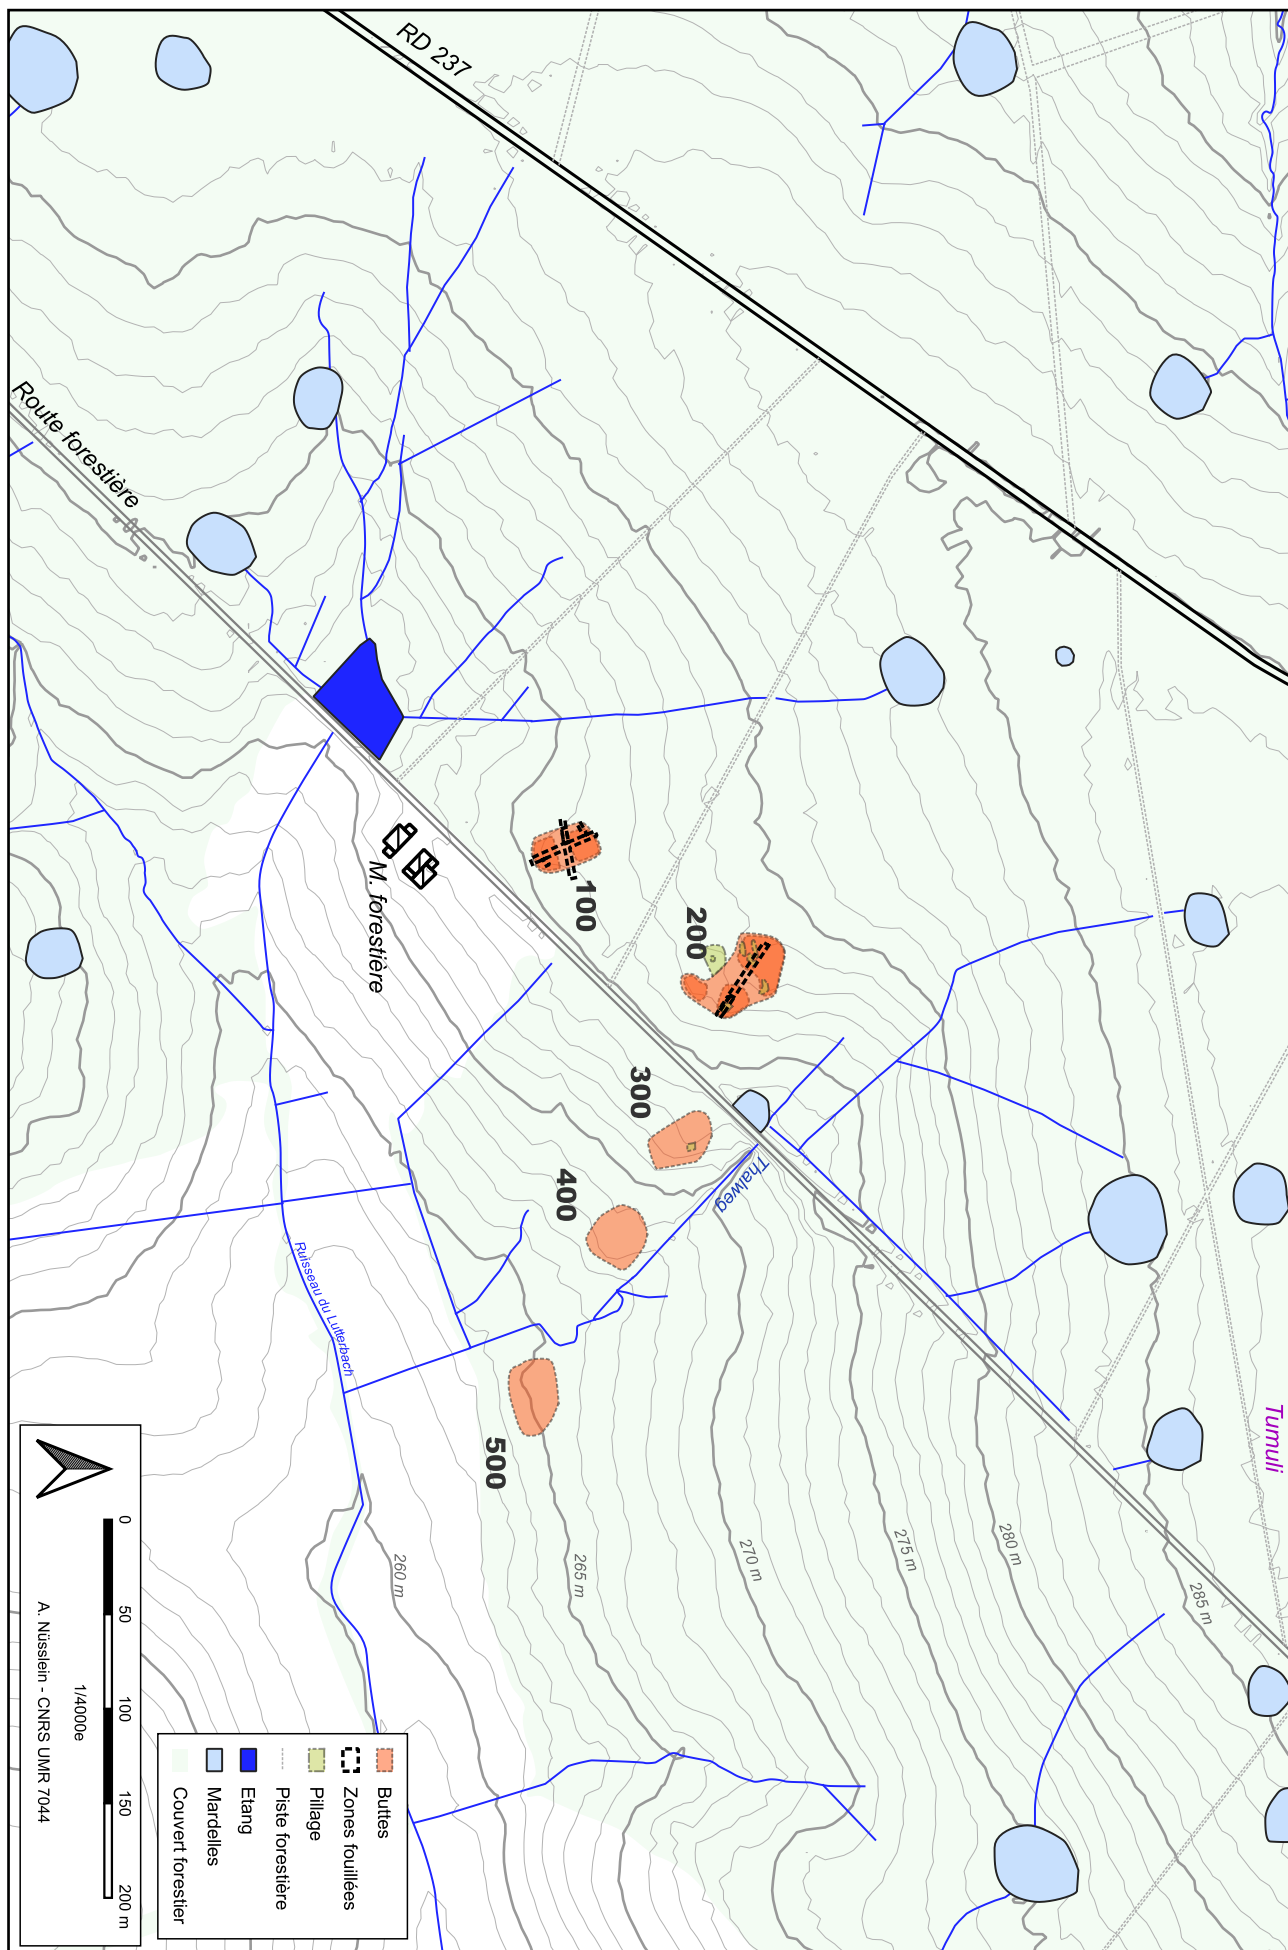 RD 237
Route forestière
M. forestière
100
200
300
400
500
Thalweg
Ruisseau du Lutterbach
Tumuli
260 m
265 m
270 m
275 m
280 m
285 m
Buttes
Zones fouillées
Pillage
Piste forestière
Etang
Mardelles
Couvert forestier
0 50 100 150 200 m
1/4000e
A. Nüsslein - CNRS UMR 7044